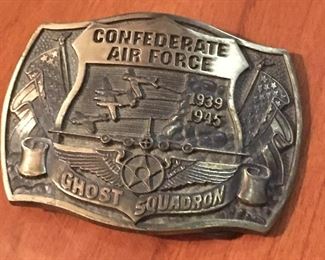 CONFEDERATE
AIR FORCE
1939
1945
GHOST SQUADRON